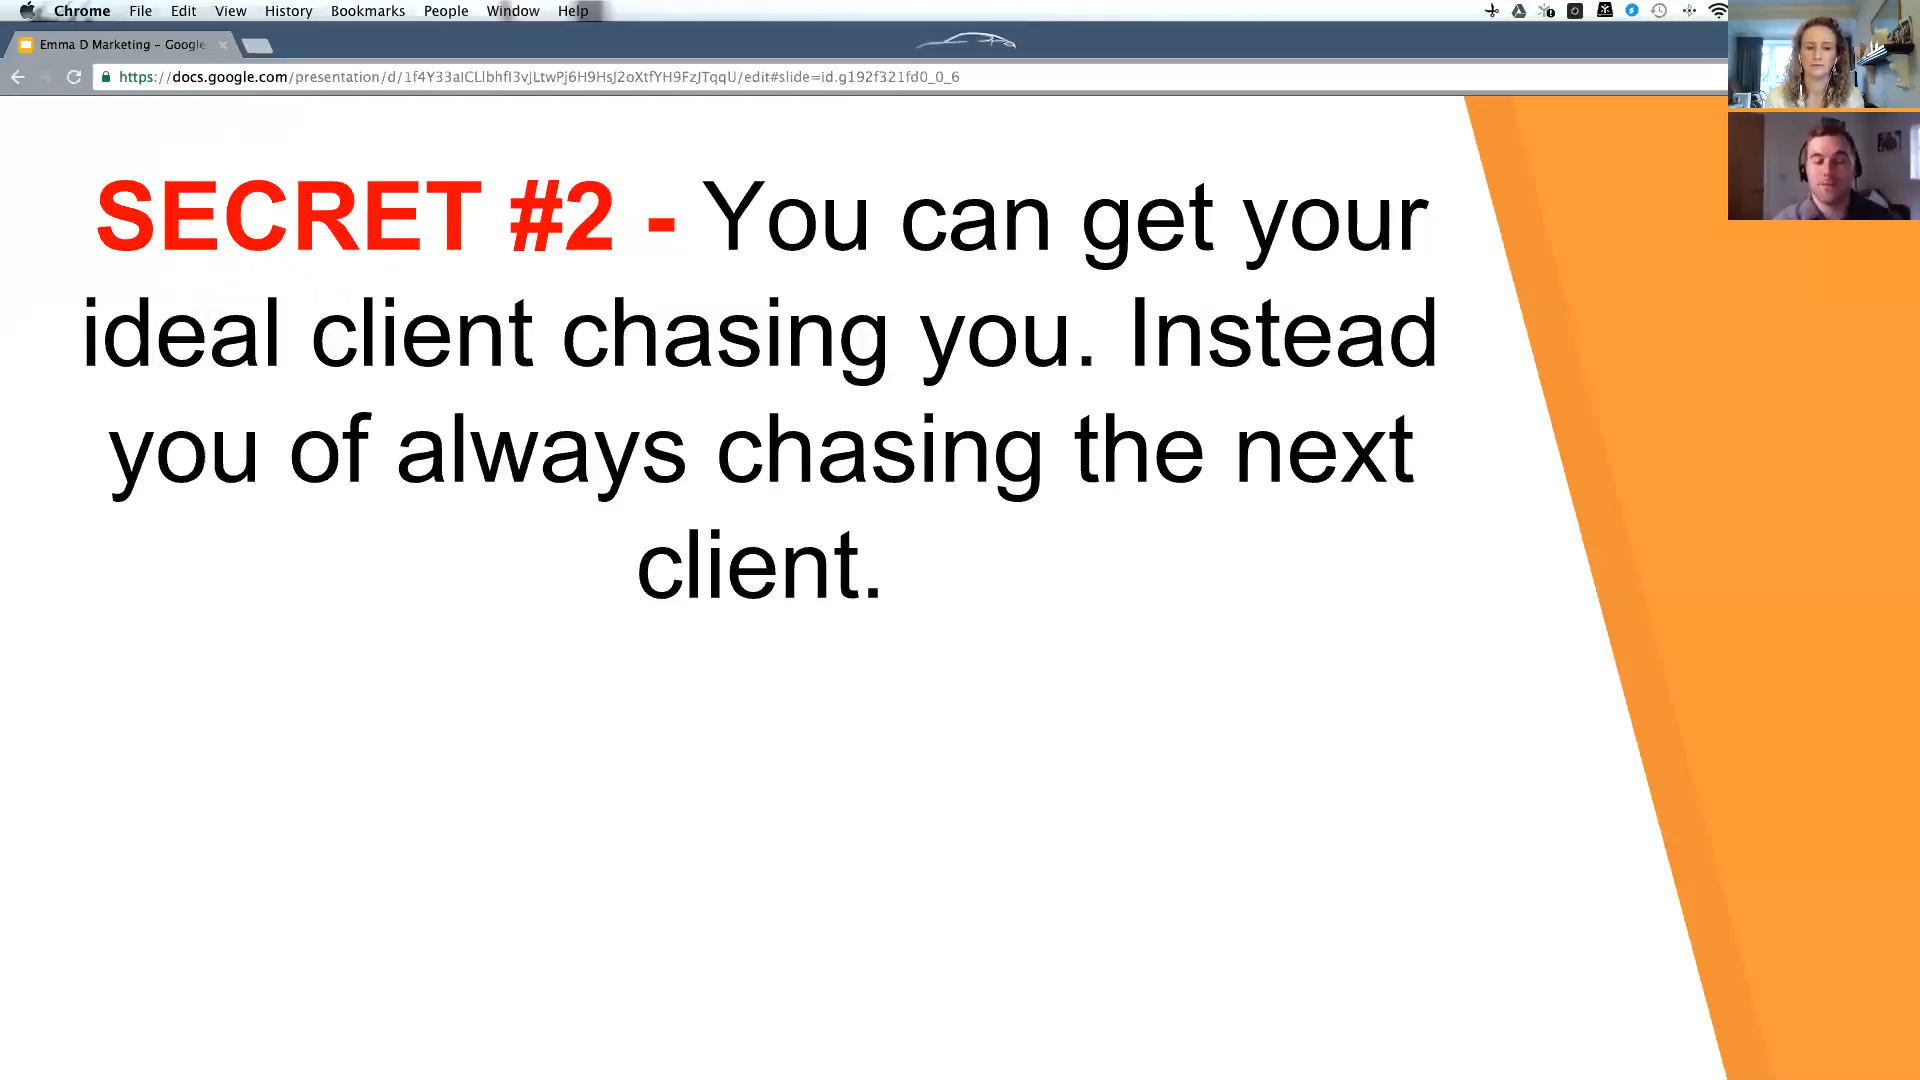 Chrome File Edit View History Bookmarks People Window Help
Emma D Marketing – Google
https://docs.google.com/presentation/d/1f4Y33aICLlbhfI3vjLtwPj6H9HsJ2oXtfYH9FzJTqqU/edit#slide=id.g192f321fd0_0_6
SECRET #2 - You can get your
ideal client chasing you. Instead
you of always chasing the next
client.